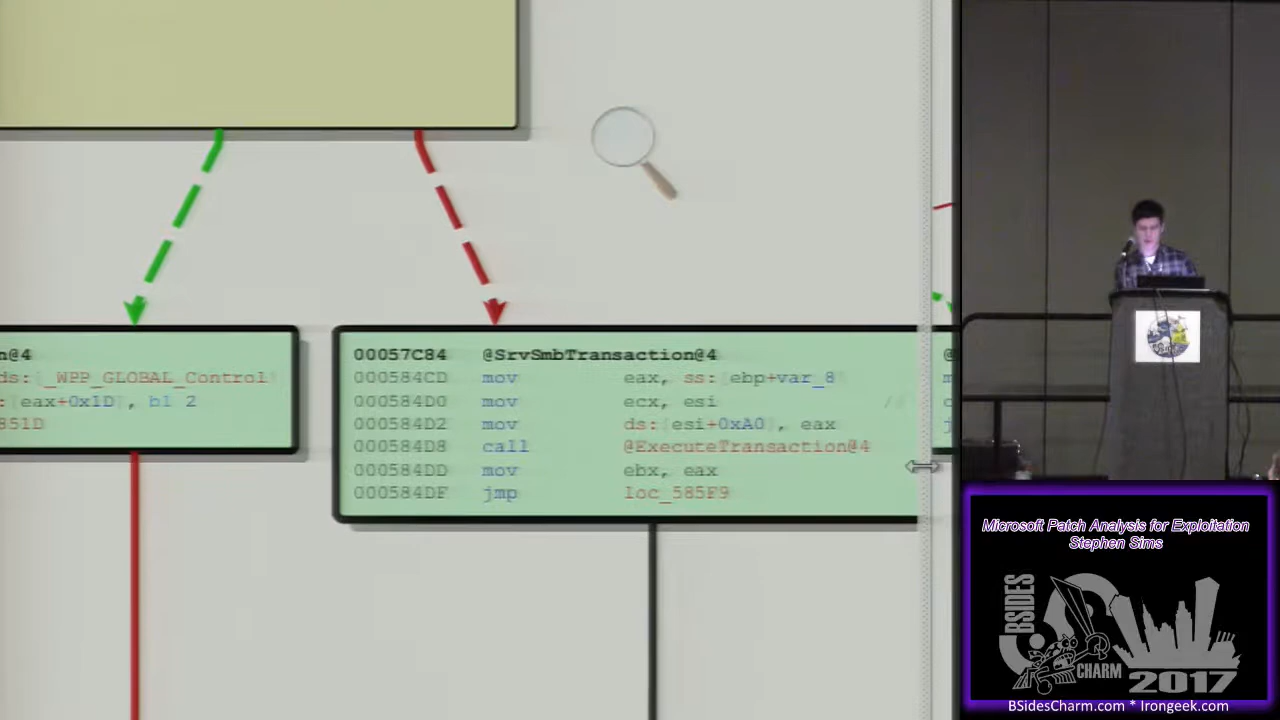 n@4
ds:[_WPP_GLOBAL_Control]
:[eax+0x1D], b1 2
851D
00057C84 @SrvSmbTransaction@4
000584CD mov eax, ss:[ebp+var_8]
000584D0 mov ecx, esi //
000584D2 mov ds:[esi+0xA0], eax
000584D8 call @ExecuteTransaction@4
000584DD mov ebx, eax
000584DF jmp loc_585F9
@
Microsoft Patch Analysis for Exploitation
Stephen Sims
BSIDES
CHARM
2017
BSidesCharm.com * Irongeek.com